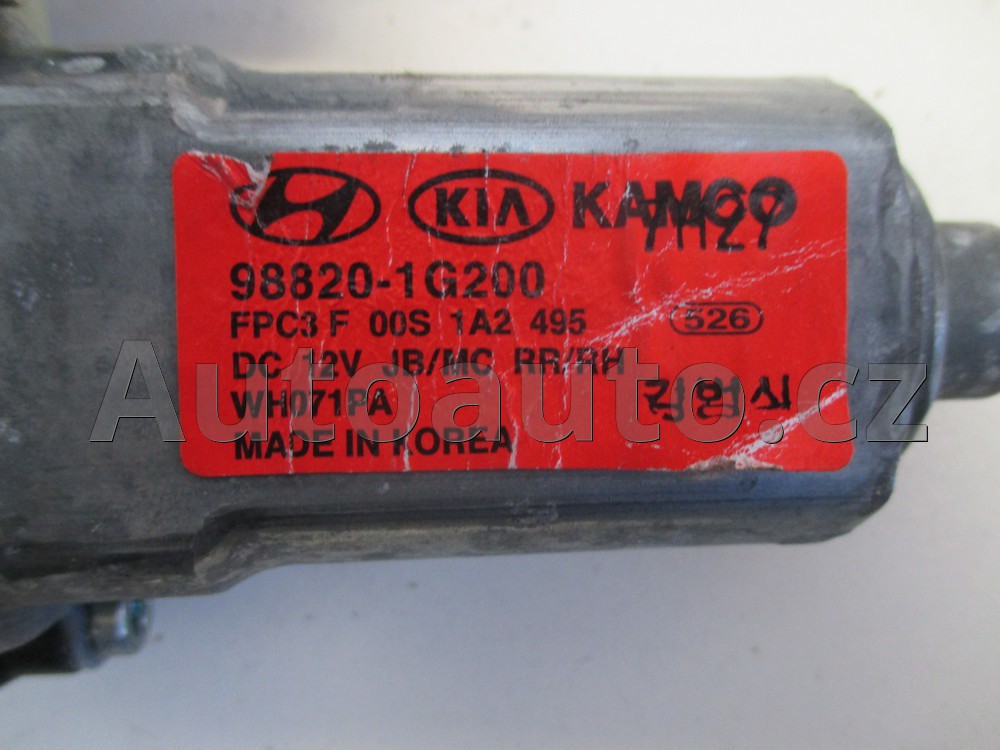 KIA KAMCO
7H27
98820-1G200
FPC3 F 00S 1A2 495 526
DC 12V JB/MC RR/RH
WH071PA
MADE IN KOREA
Autoauto.cz